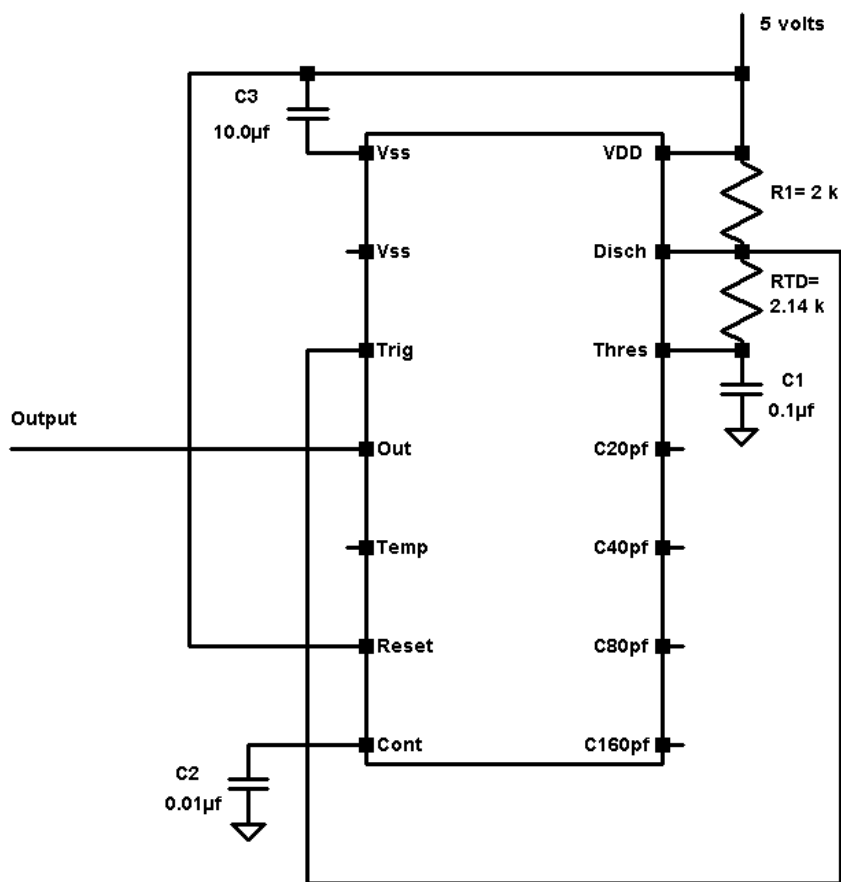 5 volts
C3
10.0µf
Vss
VDD
R1= 2 k
Vss
Disch
RTD=
2.14 k
Trig
Thres
C1
0.1µf
Output
Out
C20pf
Temp
C40pf
Reset
C80pf
Cont
C160pf
C2
0.01µf